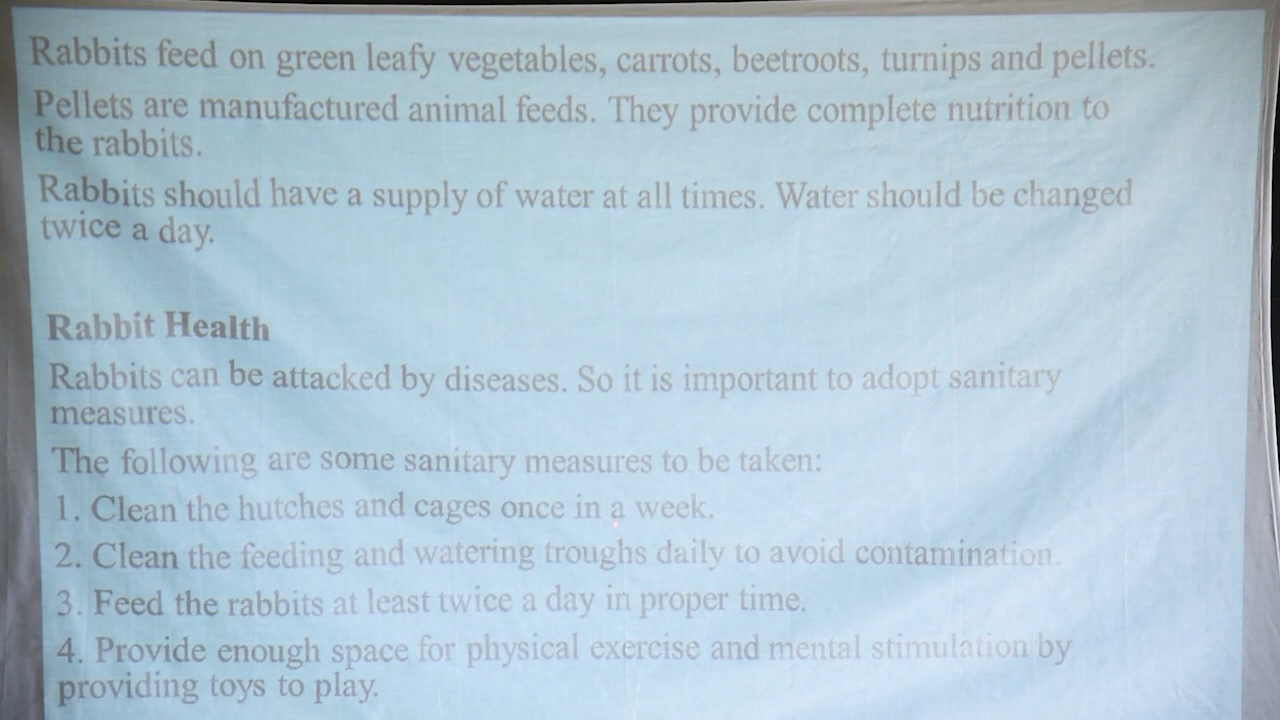 Rabbits feed on green leafy vegetables, carrots, beetroots, turnips and pellets.
Pellets are manufactured animal feeds. They provide complete nutrition to
the rabbits.
Rabbits should have a supply of water at all times. Water should be changed
twice a day.
Rabbit Health
Rabbits can be attacked by diseases. So it is important to adopt sanitary
measures.
The following are some sanitary measures to be taken:
1. Clean the hutches and cages once in a week.
2. Clean the feeding and watering troughs daily to avoid contamination.
3. Feed the rabbits at least twice a day in proper time.
4. Provide enough space for physical exercise and mental stimulation by
providing toys to play.